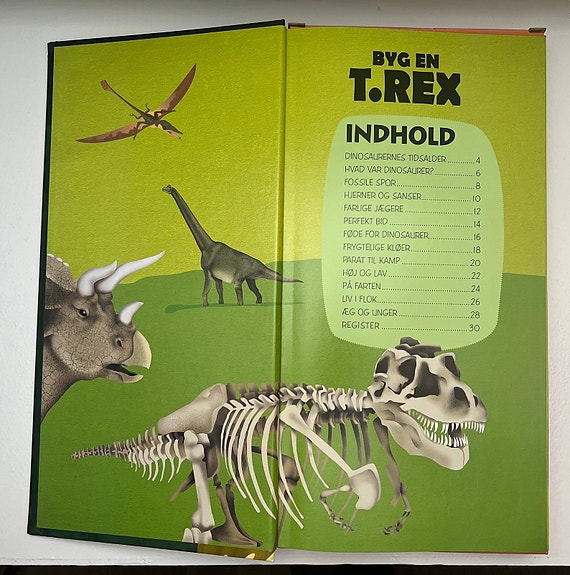 BYG EN
T.REX
INDHOLD
DINOSAURERNES TIDSALDER............4
HVAD VAR DINOSAURER?............6
FOSSILE SPOR............8
HJERNER OG SANSER............10
FARLIGE JÆGERE............12
PERFEKT BID............14
FØDE FOR DINOSAURER............16
FRYGTELIGE KLØER............18
PARAT TIL KAMP............20
HØJ OG LAV............22
PÅ FARTEN............24
LIV I FLOK............26
ÆG OG UNGER............28
REGISTER............30